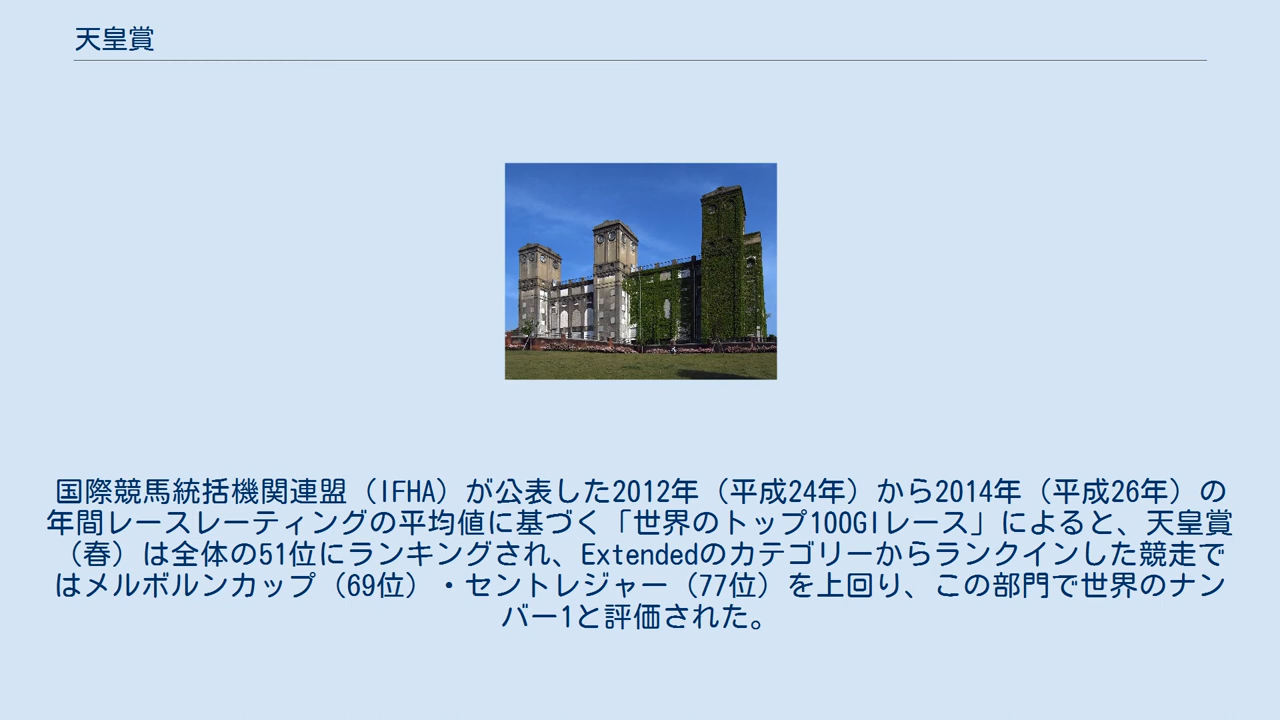 天皇賞
国際競馬統括機関連盟（IFHA）が公表した2012年（平成24年）から2014年（平成26年）の
年間レースレーティングの平均値に基づく「世界のトップ100GIレース」によると、天皇賞
（春）は全体の51位にランキングされ、Extendedのカテゴリーからランクインした競走で
はメルボルンカップ（69位）・セントレジャー（77位）を上回り、この部門で世界のナン
バー1と評価された。